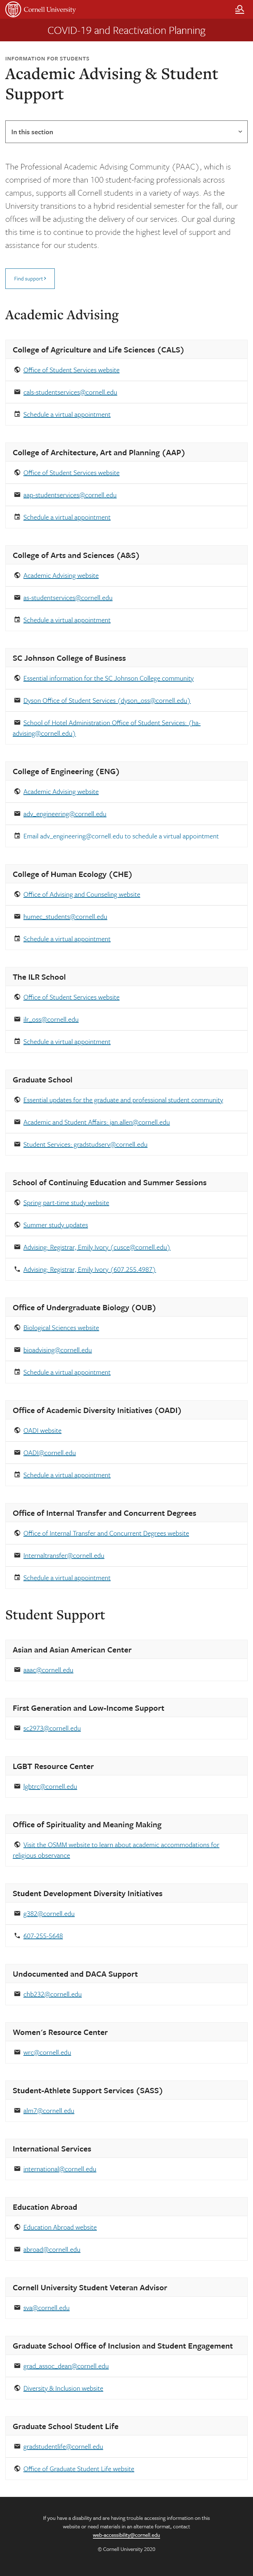 Cornell University
COVID-19 and Reactivation Planning
INFORMATION FOR STUDENTS
Academic Advising & Student
Support
In this section
The Professional Academic Advising Community (PAAC), which is
comprised of more than 100 student-facing professionals across
campus, supports all Cornell students in a variety of ways. As the
University transitions to a hybrid residential semester for the fall, our
offices will be adjusting the delivery of our services. Our goal during
this time is to continue to provide the highest level of support and
assistance for our students.
Find support
Academic Advising
College of Agriculture and Life Sciences (CALS)
Office of Student Services website
cals-studentservices@cornell.edu
Schedule a virtual appointment
College of Architecture, Art and Planning (AAP)
Office of Student Services website
aap-studentservices@cornell.edu
Schedule a virtual appointment
College of Arts and Sciences (A&S)
Academic Advising website
as-studentservices@cornell.edu
Schedule a virtual appointment
SC Johnson College of Business
Essential information for the SC Johnson College community
Dyson Office of Student Services (dyson_oss@cornell.edu)
School of Hotel Administration Office of Student Services: (ha-
advising@cornell.edu)
College of Engineering (ENG)
Academic Advising website
adv_engineering@cornell.edu
Email adv_engineering@cornell.edu to schedule a virtual appointment
College of Human Ecology (CHE)
Office of Advising and Counseling website
humec_students@cornell.edu
Schedule a virtual appointment
The ILR School
Office of Student Services website
ilr_oss@cornell.edu
Schedule a virtual appointment
Graduate School
Essential updates for the graduate and professional student community
Academic and Student Affairs: jan.allen@cornell.edu
Student Services: gradstudserv@cornell.edu
School of Continuing Education and Summer Sessions
Spring part-time study website
Summer study updates
Advising: Registrar, Emily Ivory (cusce@cornell.edu)
Advising: Registrar, Emily Ivory (607.255.4987)
Office of Undergraduate Biology (OUB)
Biological Sciences website
bioadvising@cornell.edu
Schedule a virtual appointment
Office of Academic Diversity Initiatives (OADI)
OADI website
OADI@cornell.edu
Schedule a virtual appointment
Office of Internal Transfer and Concurrent Degrees
Office of Internal Transfer and Concurrent Degrees website
Internaltransfer@cornell.edu
Schedule a virtual appointment
Student Support
Asian and Asian American Center
aaac@cornell.edu
First Generation and Low-Income Support
sc2973@cornell.edu
LGBT Resource Center
lgbtrc@cornell.edu
Office of Spirituality and Meaning Making
Visit the OSMM website to learn about academic accommodations for
religious observance
Student Development Diversity Initiatives
g382@cornell.edu
607-255-5648
Undocumented and DACA Support
chb232@cornell.edu
Women's Resource Center
wrc@cornell.edu
Student-Athlete Support Services (SASS)
alm7@cornell.edu
International Services
international@cornell.edu
Education Abroad
Education Abroad website
abroad@cornell.edu
Cornell University Student Veteran Advisor
sva@cornell.edu
Graduate School Office of Inclusion and Student Engagement
grad_assoc_dean@cornell.edu
Diversity & Inclusion website
Graduate School Student Life
gradstudentlife@cornell.edu
Office of Graduate Student Life website
If you have a disability and are having trouble accessing information on this
website or need materials in an alternate format, contact
web-accessibility@cornell.edu
© Cornell University 2020